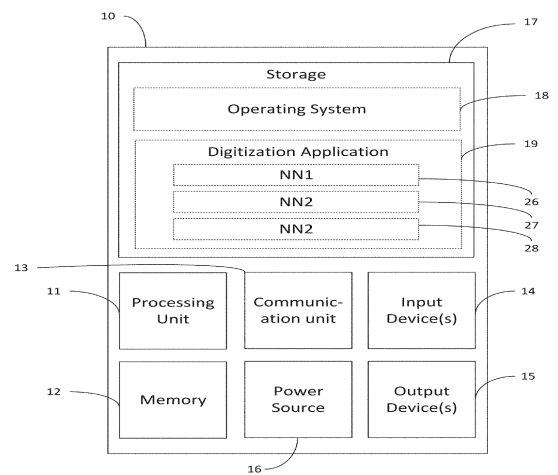 10
17
Storage
Operating System
18
Digitization Application
19
NN1
NN2
NN2
26
27
28
13
11
Processing
Unit
Communic-
ation unit
Input
Device(s)
14
12
Memory
Power
Source
Output
Device(s)
15
16